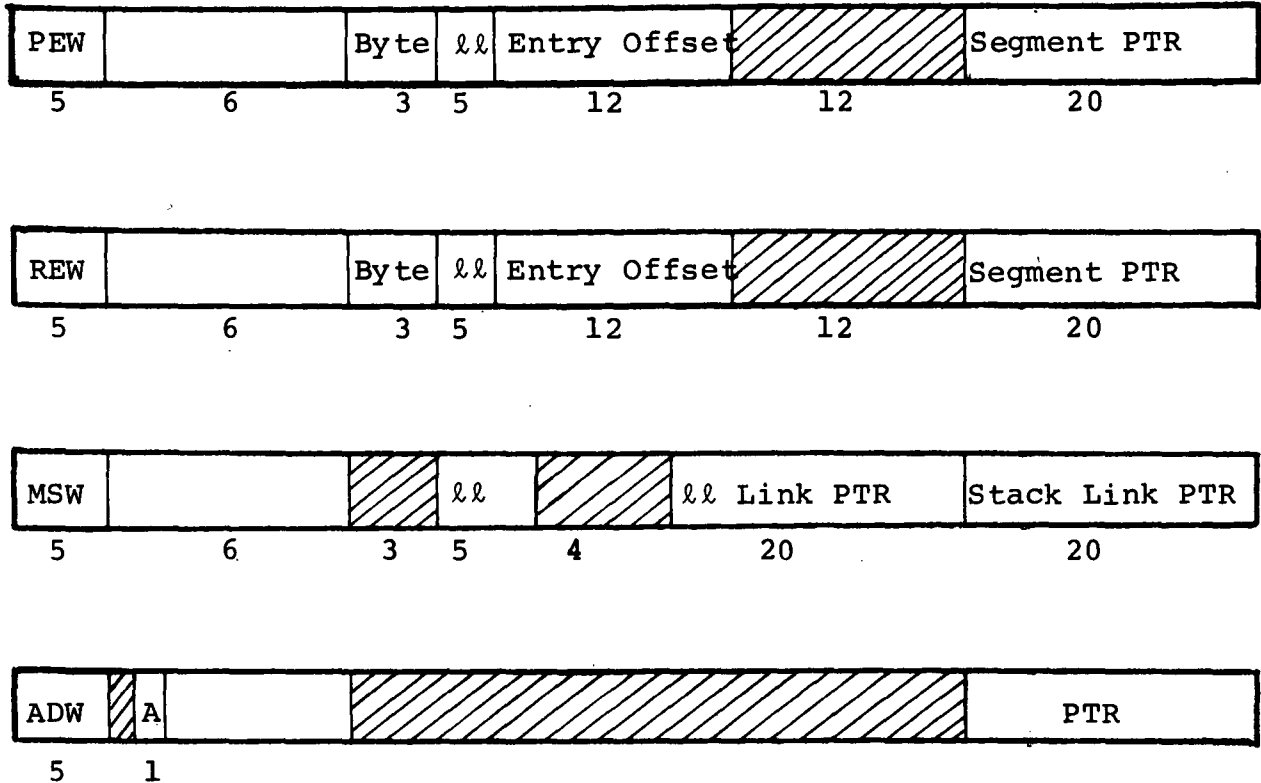 PEW Byte ℓℓ Entry Offset Segment PTR
5 6 3 5 12 12 20
REW Byte ℓℓ Entry Offset Segment PTR
5 6 3 5 12 12 20
MSW ℓℓ ℓℓ Link PTR Stack Link PTR
5 6 3 5 4 20 20
ADW A PTR
5 1